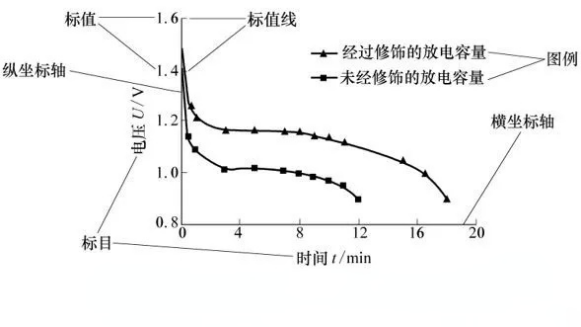 标值
1.6
标值线
经过修饰的放电容量
未经修饰的放电容量
图例
纵坐标轴
1.4
电压 U/V
1.2
横坐标轴
1.0
0.8
0
4
8
12
16
20
标目
时间 t/min